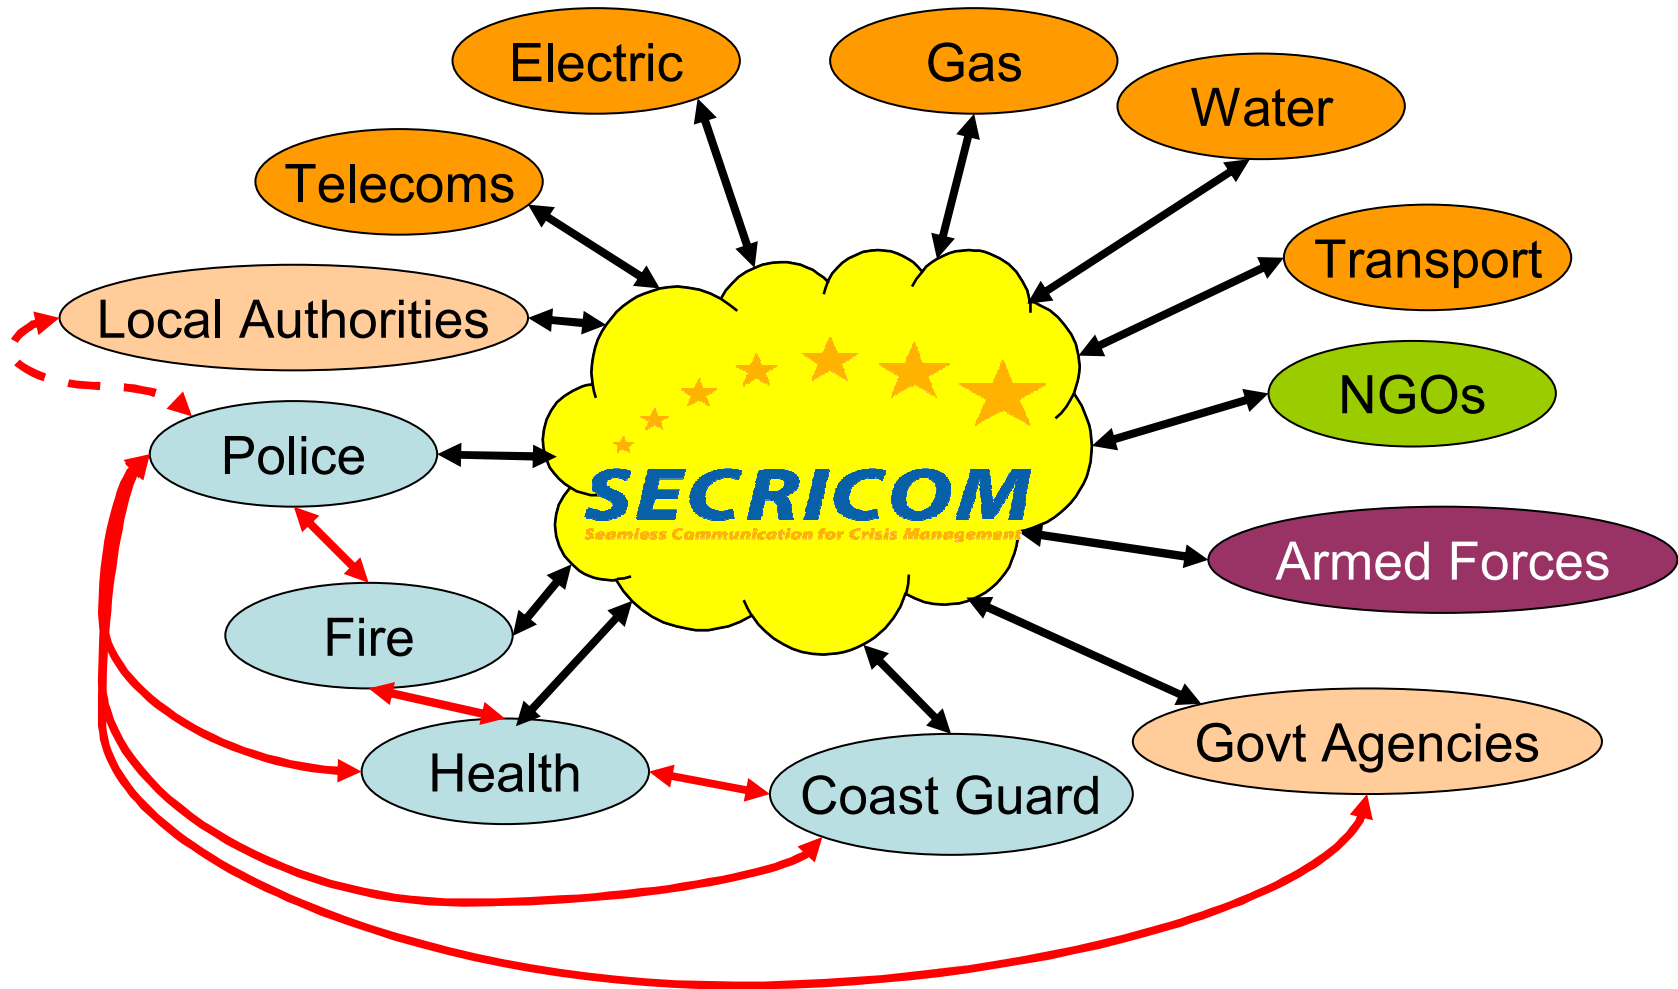 Electric
Gas
Water
Telecoms
Transport
Local Authorities
NGOs
Police
SECRICOM
Seamless Communication for Crisis Management
Armed Forces
Fire
Govt Agencies
Health
Coast Guard